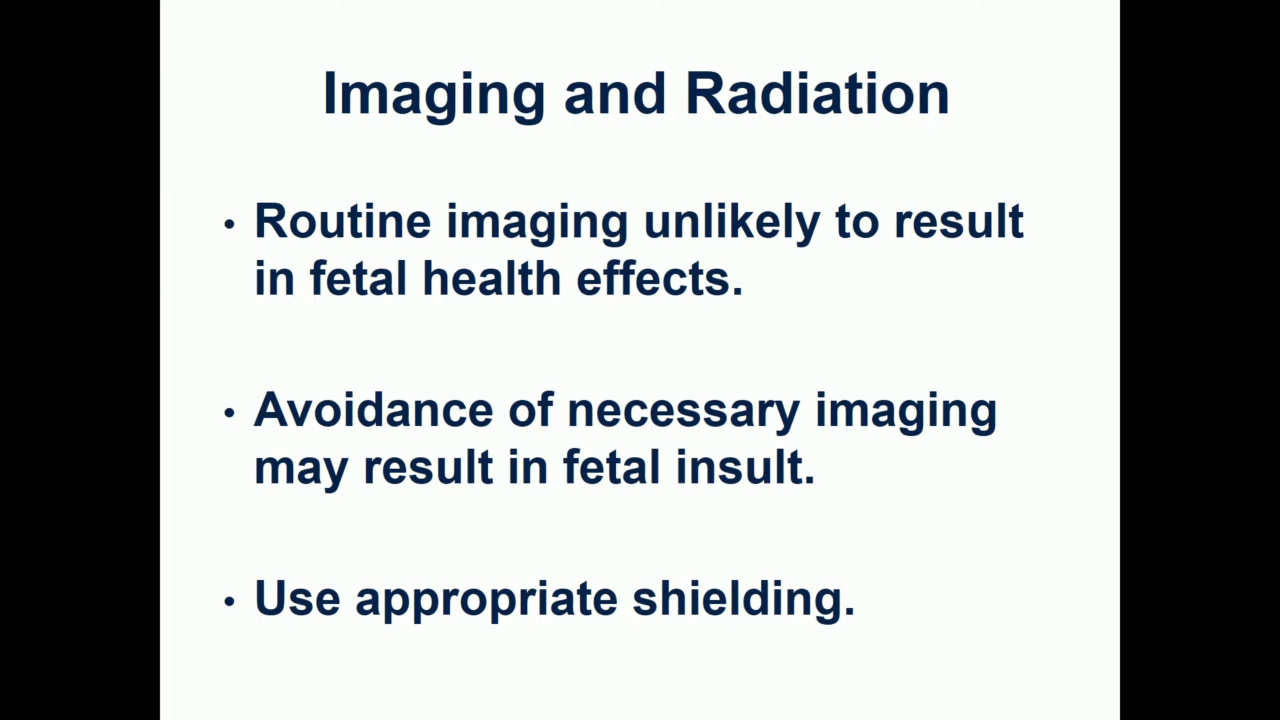 Imaging and Radiation
• Routine imaging unlikely to result
in fetal health effects.
• Avoidance of necessary imaging
may result in fetal insult.
• Use appropriate shielding.